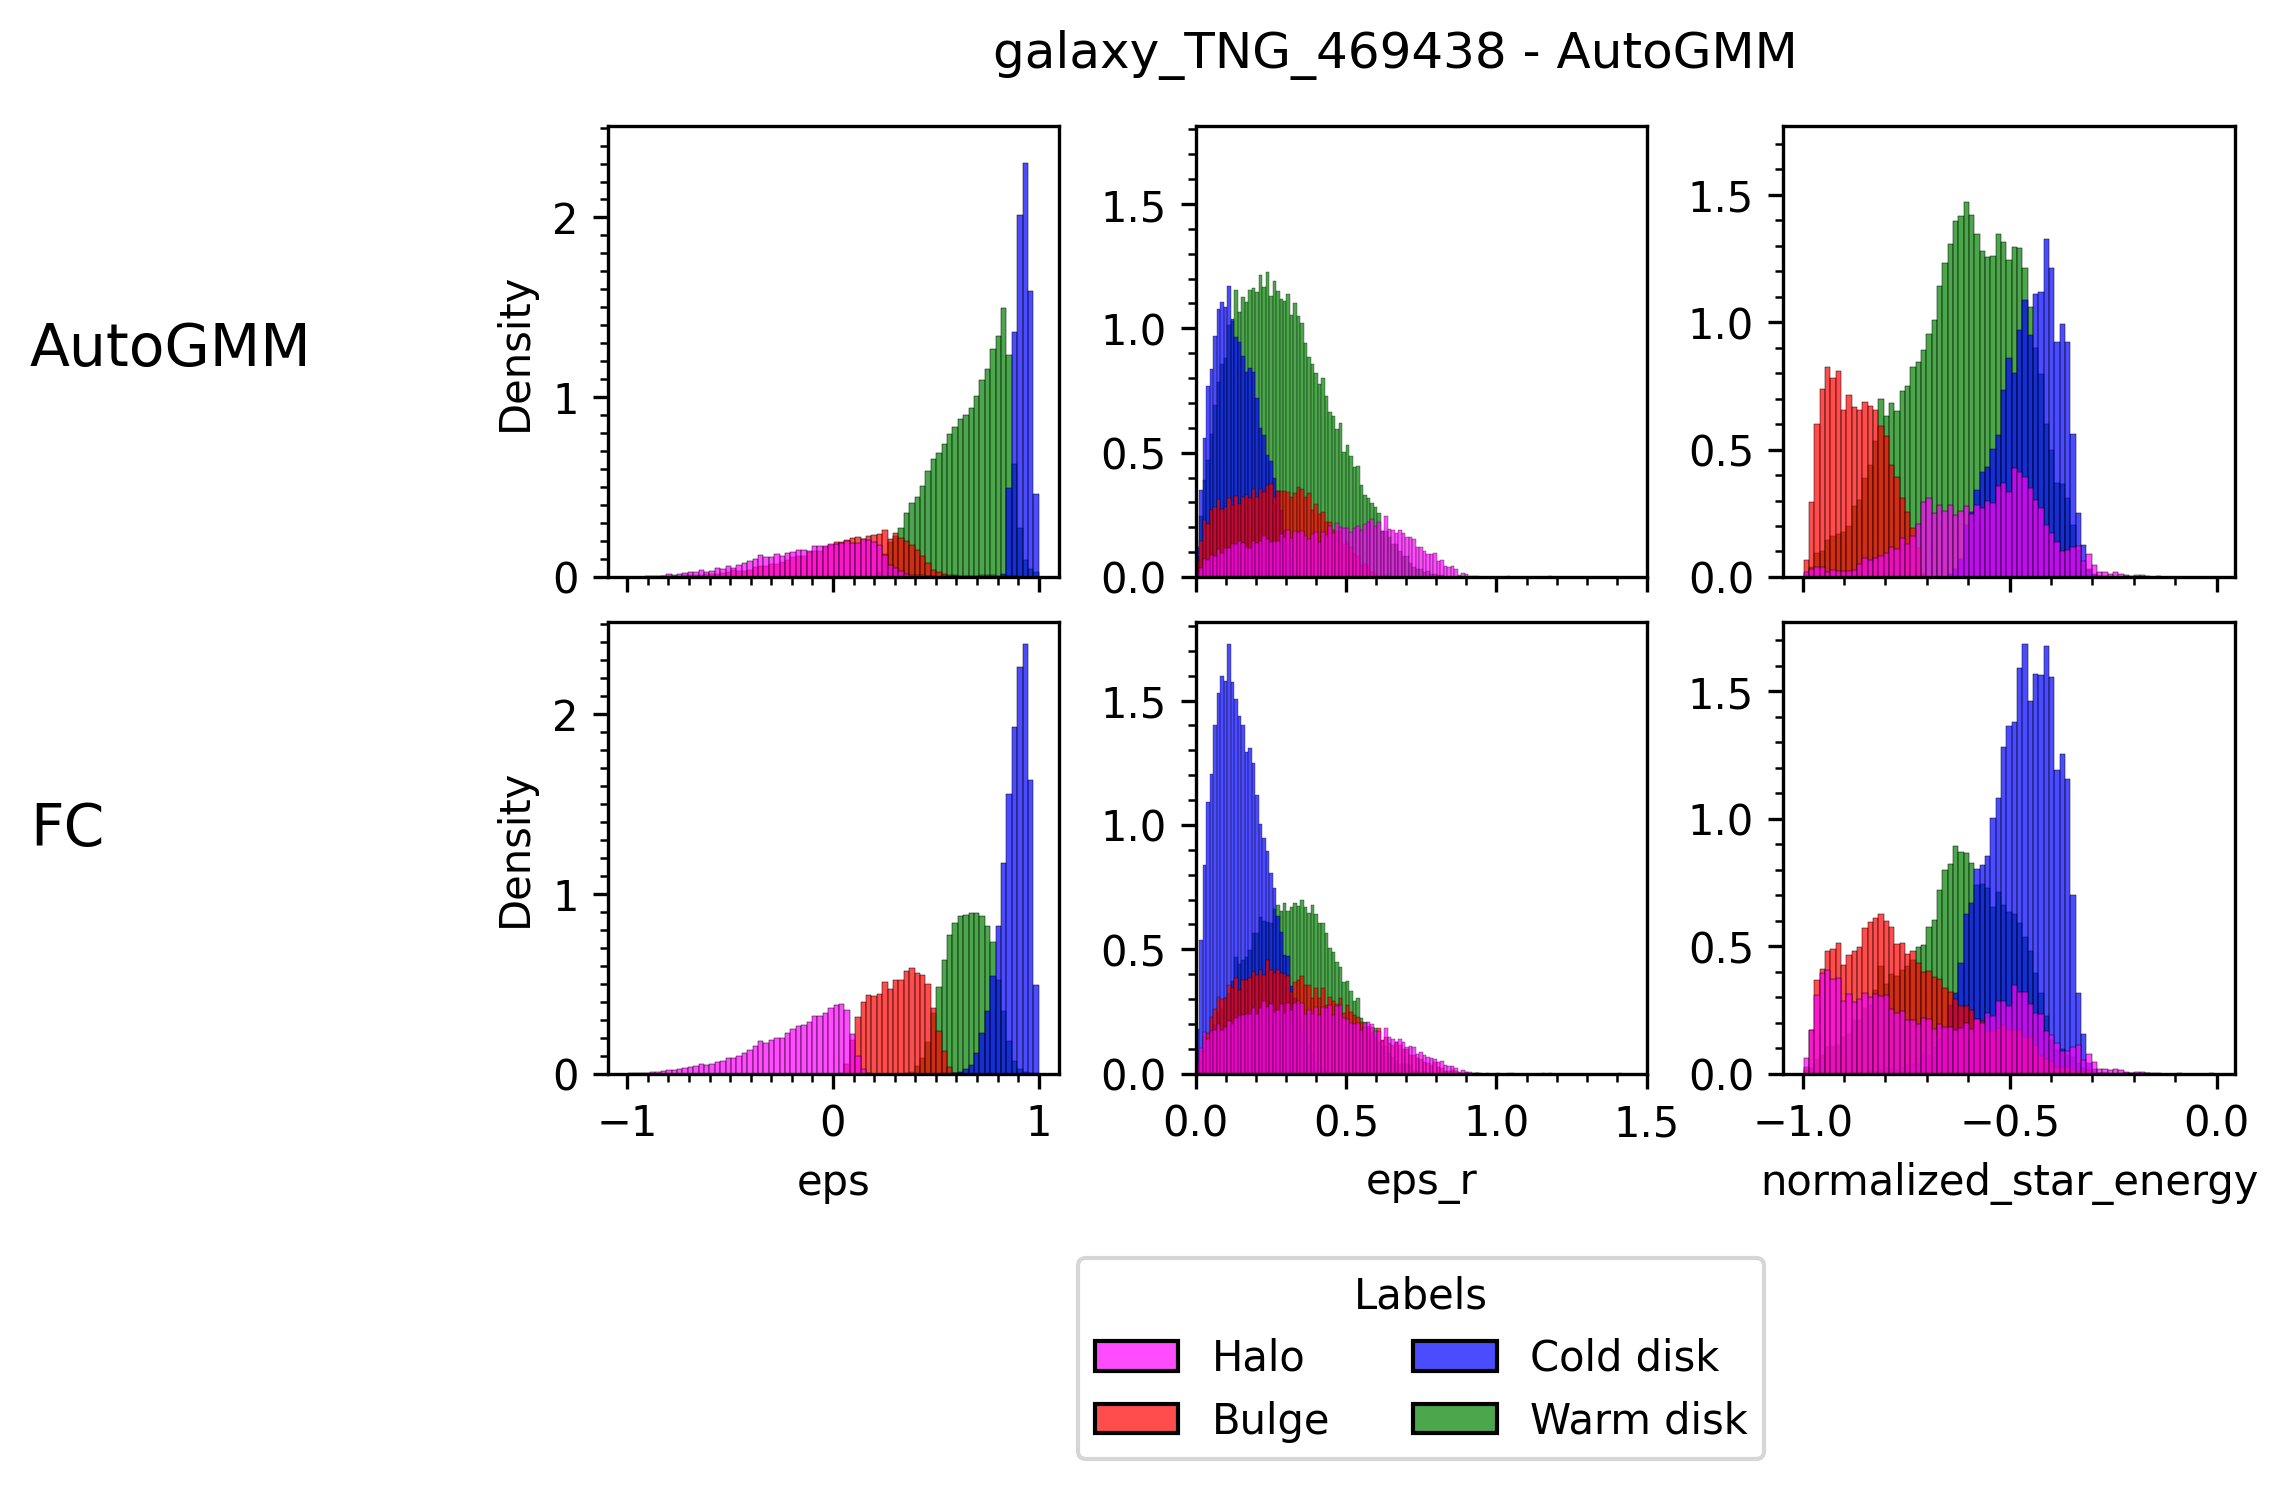 galaxy_TNG_469438 - AutoGMM
AutoGMM
Density
2
1
0
1.5
1.0
0.5
0.0
1.5
1.0
0.5
0.0
FC
Density
2
1
0
−1
0
1
eps
1.5
1.0
0.5
0.0
0.0
0.5
1.0
1.5
eps_r
1.5
1.0
0.5
0.0
−1.0
−0.5
0.0
normalized_star_energy
Labels
Halo
Bulge
Cold disk
Warm disk